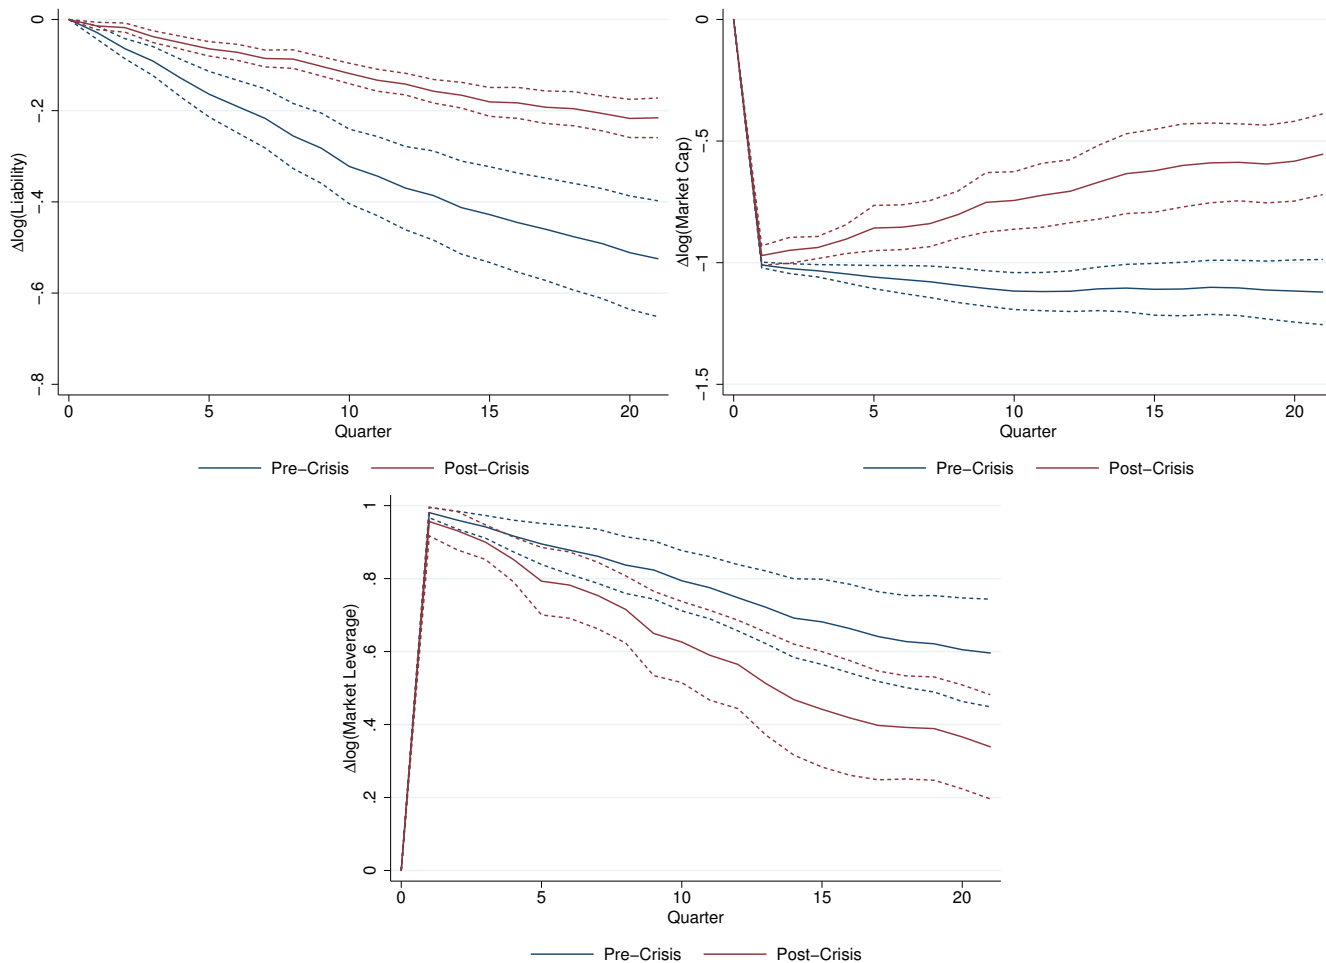 Δlog(Liability)
0
−.2
−.4
−.6
−.8
0 5 10 15 20
Quarter
Pre−Crisis Post−Crisis
Δlog(Market Cap)
0
−.5
−1
−1.5
0 5 10 15 20
Quarter
Pre−Crisis Post−Crisis
Δlog(Market Leverage)
1
.8
.6
.4
.2
0
0 5 10 15 20
Quarter
Pre−Crisis Post−Crisis